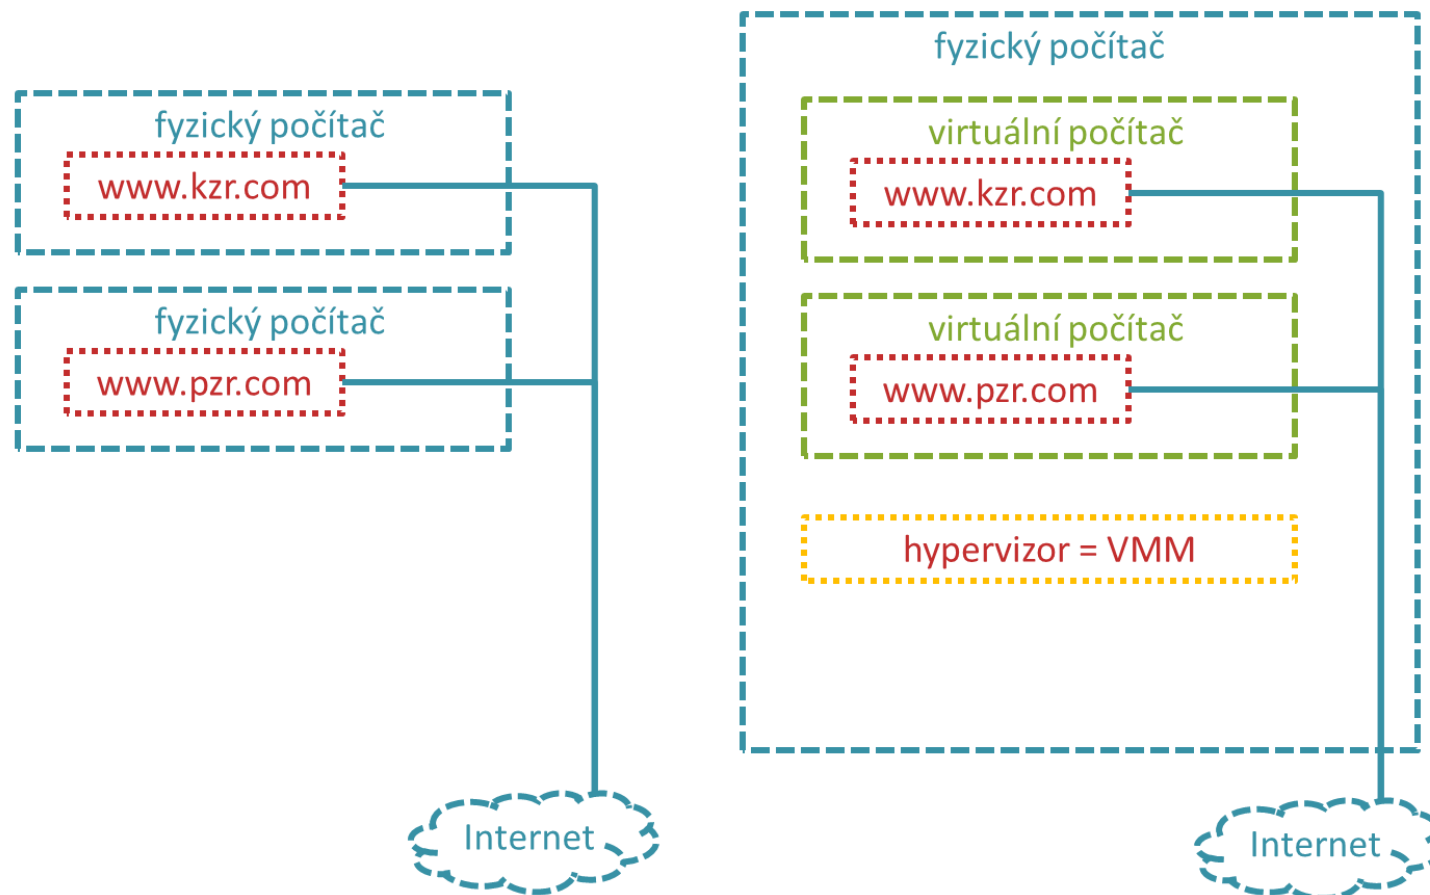 fyzický počítač
www.kzr.com
fyzický počítač
www.pzr.com
Internet
fyzický počítač
virtuální počítač
www.kzr.com
virtuální počítač
www.pzr.com
hypervizor = VMM
Internet